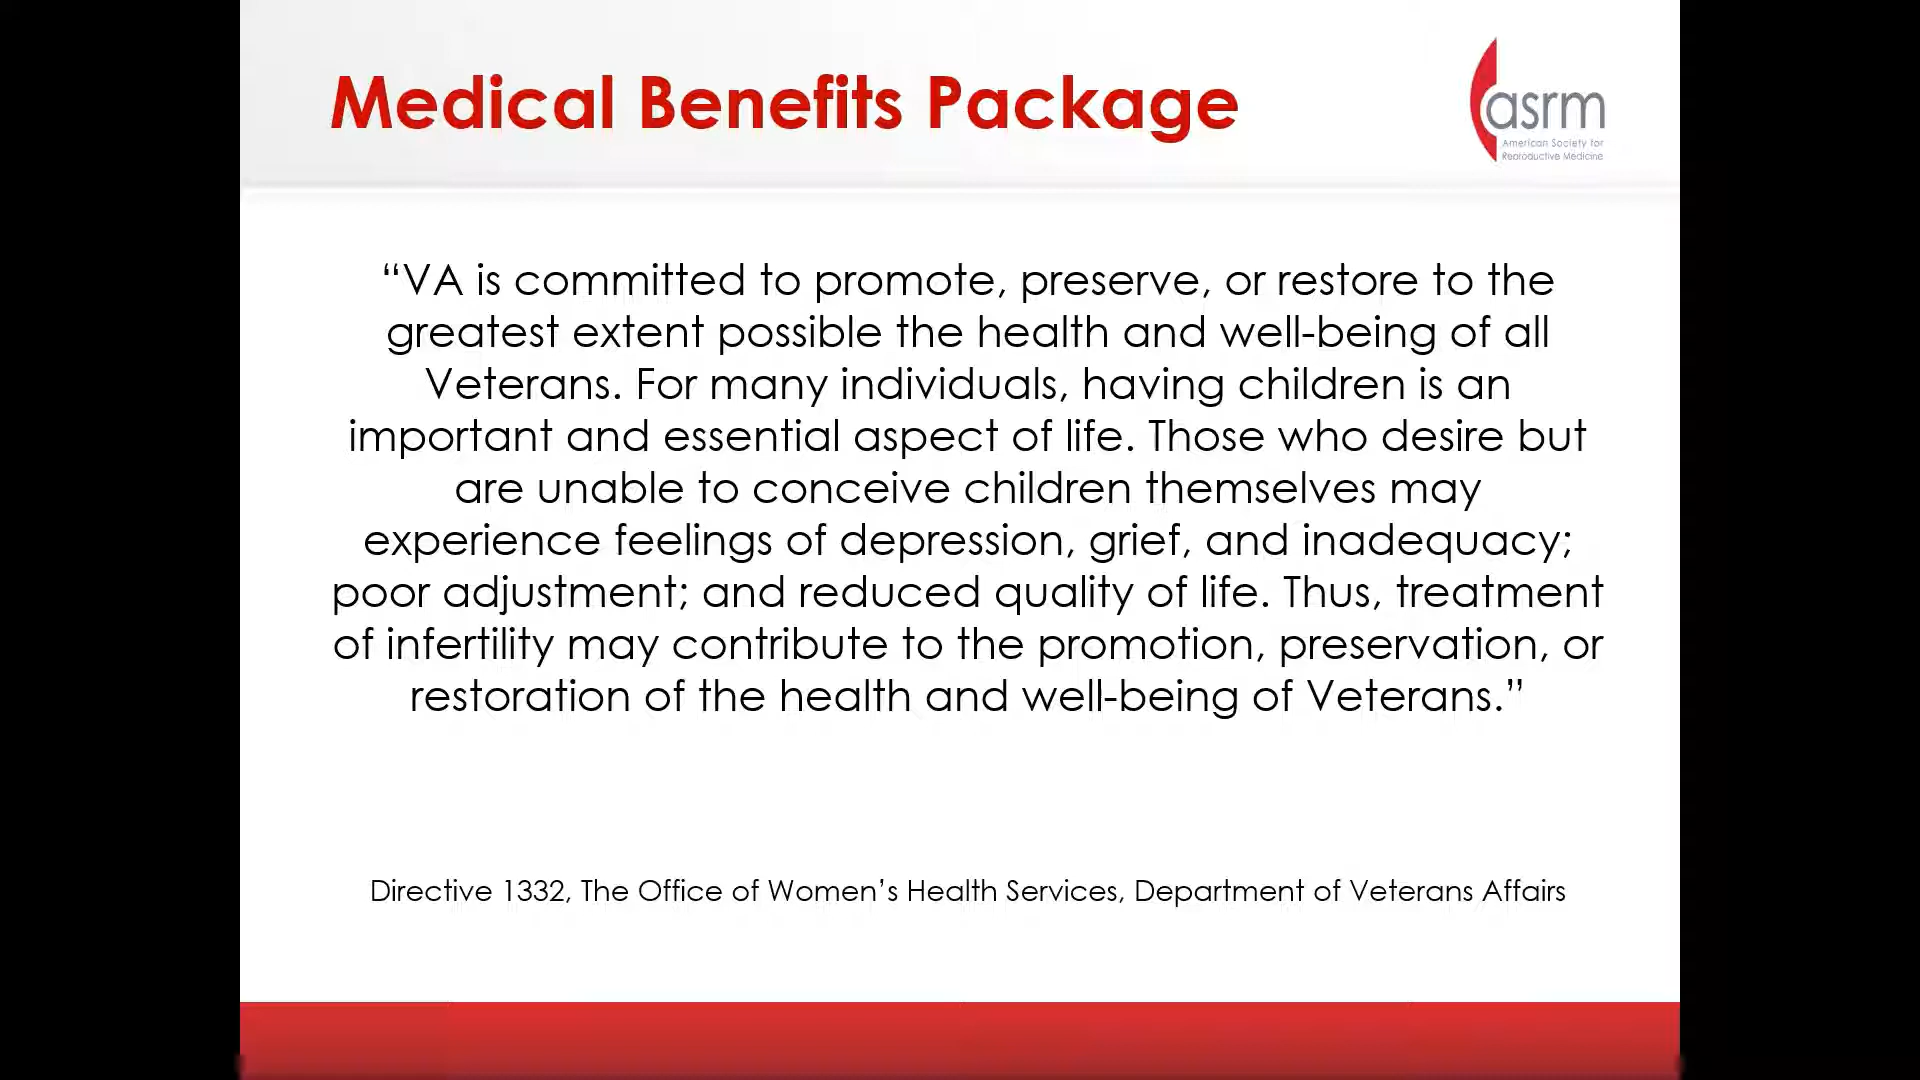 Medical Benefits Package
asrm
American Society for
Reproductive Medicine
“VA is committed to promote, preserve, or restore to the
greatest extent possible the health and well-being of all
Veterans. For many individuals, having children is an
important and essential aspect of life. Those who desire but
are unable to conceive children themselves may
experience feelings of depression, grief, and inadequacy;
poor adjustment; and reduced quality of life. Thus, treatment
of infertility may contribute to the promotion, preservation, or
restoration of the health and well-being of Veterans.”
Directive 1332, The Office of Women’s Health Services, Department of Veterans Affairs